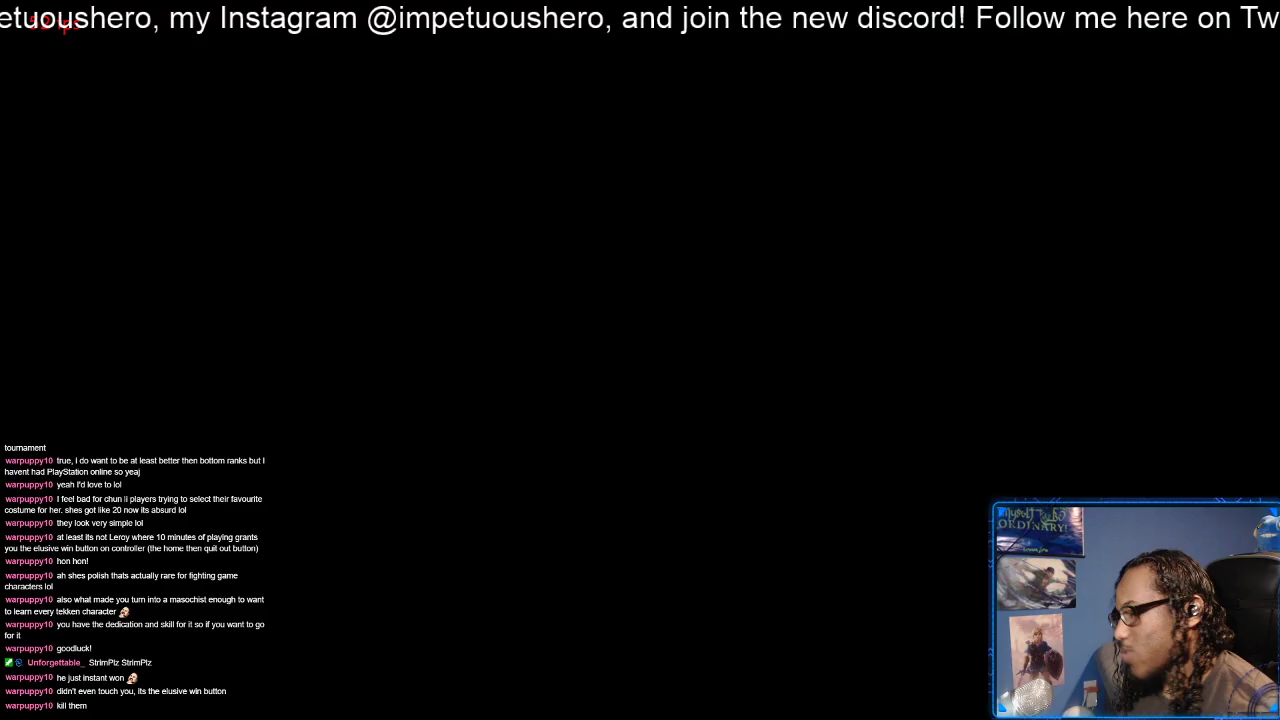 etuoushero, my Instagram @impetuoushero, and join the new discord! Follow me here on Tw
52 fps
tournament
warpuppy10 true, I do want to be at least better then bottom ranks but I
havent had PlayStation online so yeaj
warpuppy10 yeah I'd love to lol
warpuppy10 I feel bad for chun li players trying to select their favourite
costume for her. shes got like 20 now its absurd lol
warpuppy10 they look very simple lol
warpuppy10 at least its not Leroy where 10 minutes of playing grants
you the elusive win button on controller (the home then quit out button)
warpuppy10 hon hon!
warpuppy10 ah shes polish thats actually rare for fighting game
characters lol
warpuppy10 also what made you turn into a masochist enough to want
to learn every tekken character
warpuppy10 you have the dedication and skill for it so if you want to go
for it
warpuppy10 goodluck!
Unforgettable_ StrimPlz StrimPlz
warpuppy10 he just instant won
warpuppy10 didn't even touch you, its the elusive win button
warpuppy10 kill them
ORDINARY!